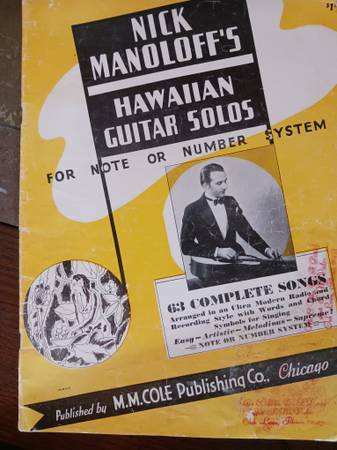 $1.
NICK
MANOLOFF'S
HAWAIIAN
GUITAR SOLOS
FOR NOTE OR NUMBER SYSTEM
63 COMPLETE SONGS
Arranged in an Ultra Modern Radio and
Recording Style with Words and Chord
Symbols for Singing
Easy—Artistic—Melodious—Supreme!
NOTE OR NUMBER SYSTEM
Published by M.M. COLE Publishing Co., Chicago